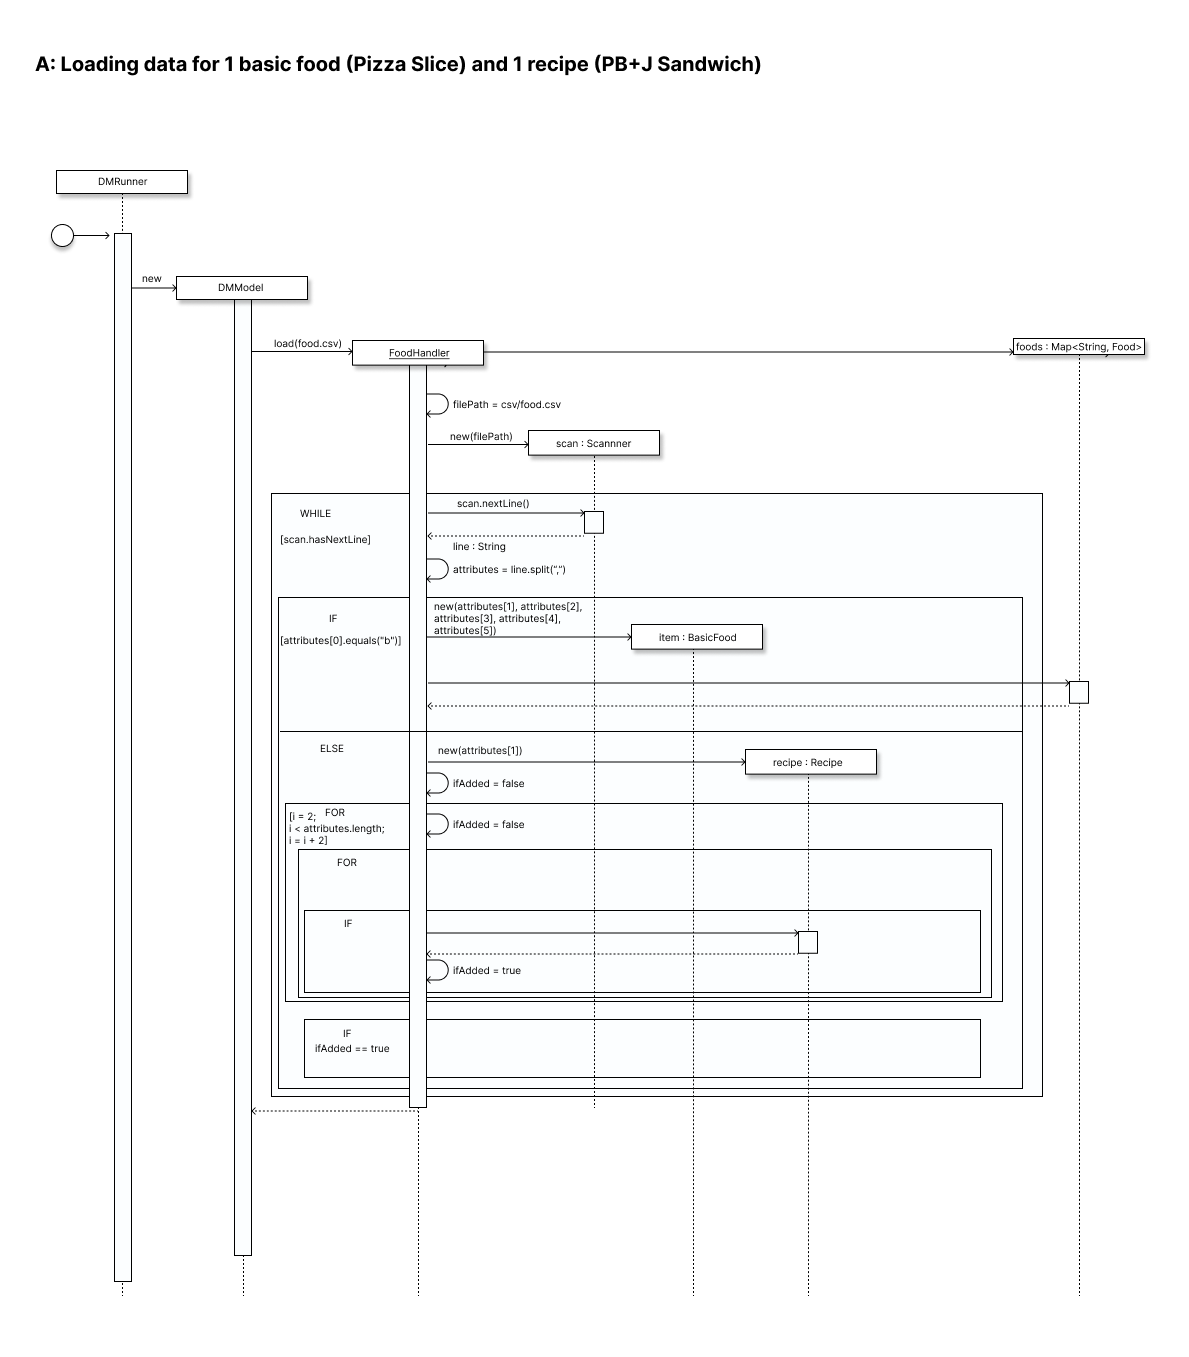 A: Loading data for 1 basic food (Pizza Slice) and 1 recipe (PB+J Sandwich)
DMRunner
new
DMModel
load(food.csv)
FoodHandler
foods : Map<String, Food>
filePath = csv/food.csv
new(filePath)
scan : Scannner
WHILE
scan.nextLine()
[scan.hasNextLine]
line : String
attributes = line.split(“,”)
IF
new(attributes[1], attributes[2],
attributes[3], attributes[4],
attributes[5])
[attributes[0].equals("b")]
item : BasicFood
ELSE
new(attributes[1])
recipe : Recipe
ifAdded = false
FOR
[i = 2;
i < attributes.length;
i = i + 2]
ifAdded = false
FOR
IF
ifAdded = true
IF
ifAdded == true